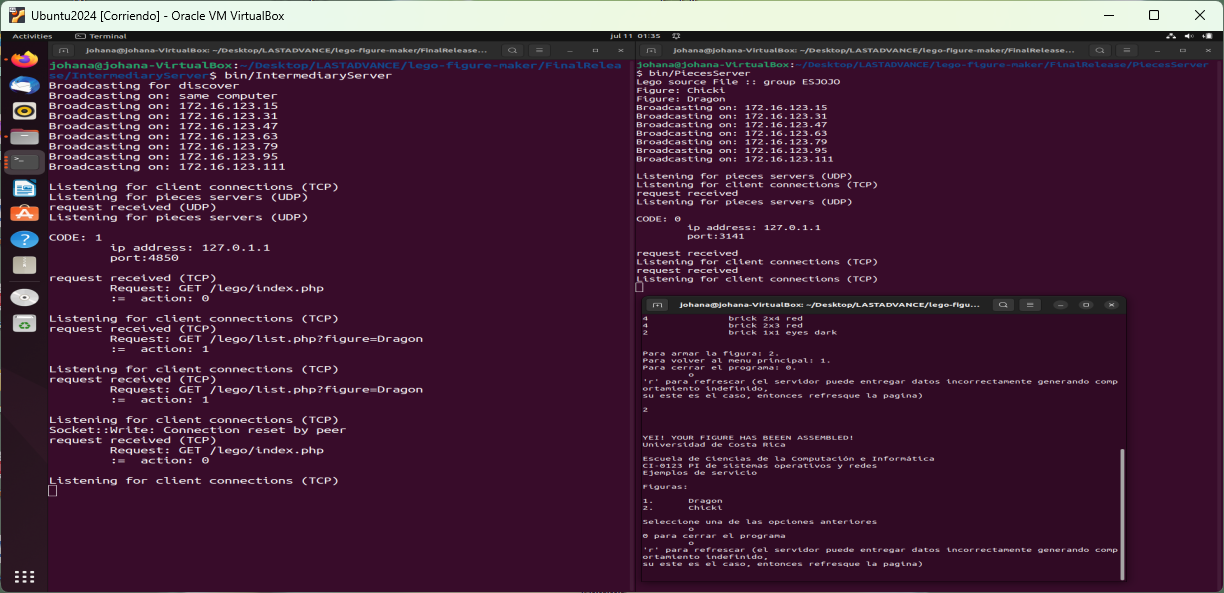 Ubuntu2024 [Corriendo] - Oracle VM VirtualBox
Activities
Terminal
jul 11 01:35
johana@johana-VirtualBox: ~/Desktop/LASTADVANCE/lego-figure-maker/FinalRelease...
johana@johana-VirtualBox:~/Desktop/LASTADVANCE/lego-figure-maker/FinalRelea
se/IntermediaryServer$ bin/IntermediaryServer
Broadcasting for discover
Broadcasting on: same computer
Broadcasting on: 172.16.123.15
Broadcasting on: 172.16.123.31
Broadcasting on: 172.16.123.47
Broadcasting on: 172.16.123.63
Broadcasting on: 172.16.123.79
Broadcasting on: 172.16.123.95
Broadcasting on: 172.16.123.111
Listening for client connections (TCP)
Listening for pieces servers (UDP)
request received (UDP)
Listening for pieces servers (UDP)
CODE: 1
ip address: 127.0.1.1
port:4850
request received (TCP)
Request: GET /lego/index.php
:= action: 0
Listening for client connections (TCP)
request received (TCP)
Request: GET /lego/list.php?figure=Dragon
:= action: 1
Listening for client connections (TCP)
request received (TCP)
Request: GET /lego/list.php?figure=Dragon
:= action: 1
Listening for client connections (TCP)
Socket::Write: Connection reset by peer
request received (TCP)
Request: GET /lego/index.php
:= action: 0
Listening for client connections (TCP)
johana@johana-VirtualBox: ~/Desktop/LASTADVANCE/lego-figure-maker/FinalRelease...
johana@johana-VirtualBox:~/Desktop/LASTADVANCE/lego-figure-maker/FinalRelease/PiecesServer
$ bin/PiecesServer
Lego source File :: group ESJOJO
Figure: Chicki
Figure: Dragon
Broadcasting on: 172.16.123.15
Broadcasting on: 172.16.123.31
Broadcasting on: 172.16.123.47
Broadcasting on: 172.16.123.63
Broadcasting on: 172.16.123.79
Broadcasting on: 172.16.123.95
Broadcasting on: 172.16.123.111
Listening for pieces servers (UDP)
Listening for client connections (TCP)
request received
Listening for pieces servers (UDP)
CODE: 0
ip address: 127.0.1.1
port:3141
request received
Listening for client connections (TCP)
request received
Listening for client connections (TCP)
johana@johana-VirtualBox: ~/Desktop/LASTADVANCE/lego-figu...
4 brick 2x4 red
4 brick 2x3 red
2 brick 1x1 eyes dark
Para armar la figura: 2.
Para volver al menu principal: 1.
Para cerrar el programa: 0.
o
'r' para refrescar (el servidor puede entregar datos incorrectamente generando comp
ortamiento indefinido,
su este es el caso, entonces refresque la pagina)
2
YEI! YOUR FIGURE HAS BEEEN ASSEMBLED!
Universidad de Costa Rica
Escuela de Ciencias de la Computación e Informática
CI-0123 PI de sistemas operativos y redes
Ejemplos de servicio
Figuras:
1. Dragon
2. Chicki
Seleccione una de las opciones anteriores
o
0 para cerrar el programa
o
'r' para refrescar (el servidor puede entregar datos incorrectamente generando comp
ortamiento indefinido,
su este es el caso, entonces refresque la pagina)